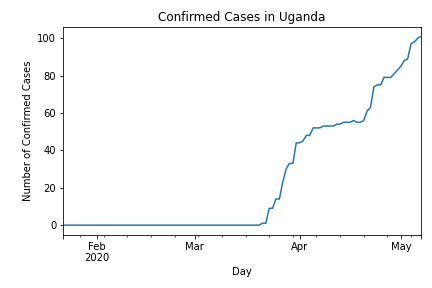 Confirmed Cases in Uganda
Number of Confirmed Cases
100
80
60
40
20
0
Feb Mar Apr May
2020
Day